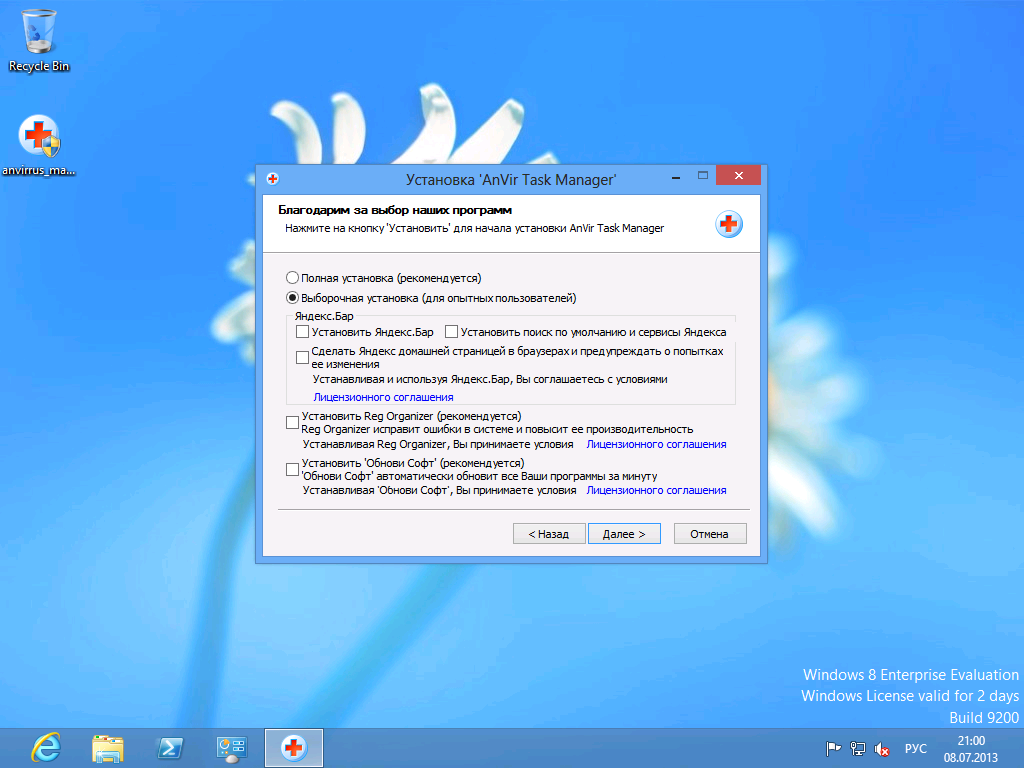 Recycle Bin
anvirrus_ma...
Установка 'AnVir Task Manager'
Благодарим за выбор наших программ
Нажмите на кнопку 'Установить' для начала установки AnVir Task Manager
Полная установка (рекомендуется)
Выборочная установка (для опытных пользователей)
Яндекс.Бар
Установить Яндекс.Бар Установить поиск по умолчанию и сервисы Яндекса
Сделать Яндекс домашней страницей в браузерах и предупреждать о попытках
ее изменения
Устанавливая и используя Яндекс.Бар, Вы соглашаетесь с условиями
Лицензионного соглашения
Установить Reg Organizer (рекомендуется)
Reg Organizer исправит ошибки в системе и повысит ее производительность
Устанавливая Reg Organizer, Вы принимаете условия Лицензионного соглашения
Установить 'Обнови Софт' (рекомендуется)
'Обнови Софт' автоматически обновит все Ваши программы за минуту
Устанавливая 'Обнови Софт', Вы принимаете условия Лицензионного соглашения
< Назад Далее > Отмена
Windows 8 Enterprise Evaluation
Windows License valid for 2 days
Build 9200
РУС
21:00
08.07.2013